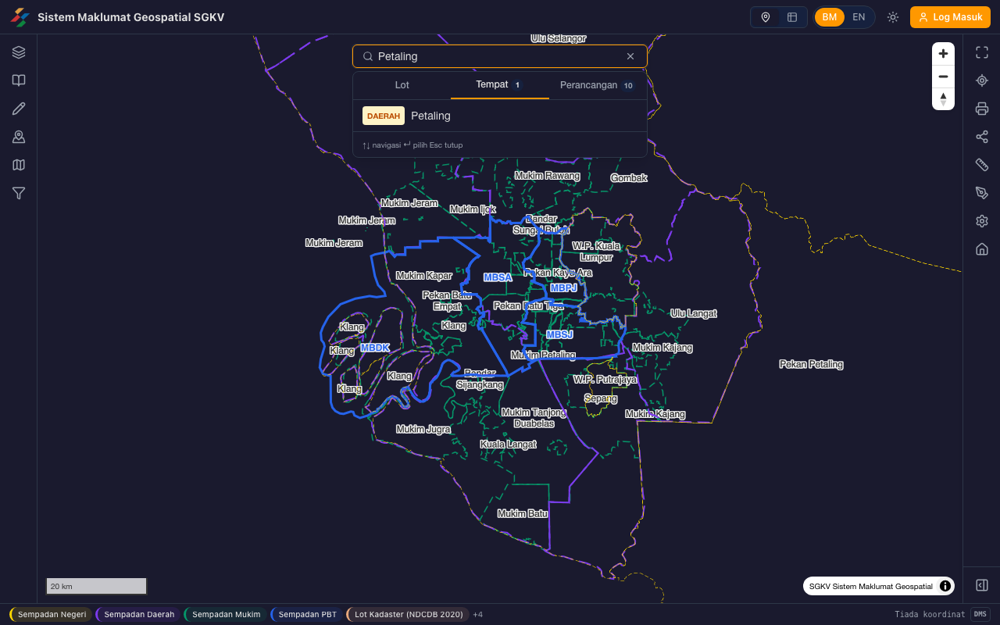 Sistem Maklumat Geospatial SGKV
BM
EN
Log Masuk
Petaling
Lot
Tempat 1
Perancangan 10
DAERAH Petaling
↑↓ navigasi ↵ pilih Esc tutup
Ulu Selangor
Mukim Rawang
Gombak
Mukim Jeram
Mukim Ijok
Mukim Jeram
Bandar
Sungai Buloh
Mukim Jeram
W.P. Kuala
Lumpur
Mukim Kapar
MBSA
Pekan Kayu Ara
MBPJ
Pekan Batu
Empat
Pekan Batu Tiga
Ulu Langat
Klang
Klang
MBSJ
Klang
MBDK
Mukim Petaling
Mukim Kajang
Pekan Petaling
Klang
Bandar
Sijangkang
W.P. Putrajaya
Klang
Sepang
Mukim Tanjong
Duabelas
Mukim Kajang
Mukim Jugra
Kuala Langat
Mukim Batu
20 km
SGKV Sistem Maklumat Geospatial
Sempadan Negeri
Sempadan Daerah
Sempadan Mukim
Sempadan PBT
Lot Kadaster (NDCDB 2020)
+4
Tiada koordinat
DMS